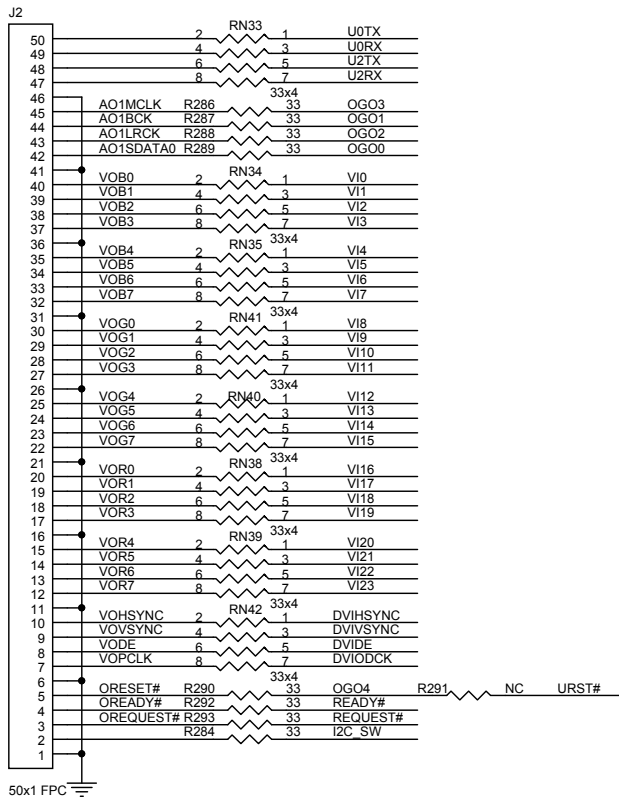 J2
RN33
50 2 1 U0TX
49 4 3 U0RX
48 6 5 U2TX
47 8 7 U2RX
46 33x4
45 AO1MCLK R286 33 OGO3
44 AO1BCK R287 33 OGO1
43 AO1LRCK R288 33 OGO2
42 AO1SDATA0 R289 33 OGO0
41 RN34
40 VOB0 2 1 VI0
39 VOB1 4 3 VI1
38 VOB2 6 5 VI2
37 VOB3 8 7 VI3
36 RN35 33x4
35 VOB4 2 1 VI4
34 VOB5 4 3 VI5
33 VOB6 6 5 VI6
32 VOB7 8 7 VI7
31 RN41 33x4
30 VOG0 2 1 VI8
29 VOG1 4 3 VI9
28 VOG2 6 5 VI10
27 VOG3 8 7 VI11
26 RN40 33x4
25 VOG4 2 1 VI12
24 VOG5 4 3 VI13
23 VOG6 6 5 VI14
22 VOG7 8 7 VI15
21 RN38 33x4
20 VOR0 2 1 VI16
19 VOR1 4 3 VI17
18 VOR2 6 5 VI18
17 VOR3 8 7 VI19
16 RN39 33x4
15 VOR4 2 1 VI20
14 VOR5 4 3 VI21
13 VOR6 6 5 VI22
12 VOR7 8 7 VI23
11 RN42 33x4
10 VOHSYNC 2 1 DVIHSYNC
9 VOVSYNC 4 3 DVIVSYNC
8 VODE 6 5 DVIDE
7 VOPCLK 8 7 DVIODCK
6 33x4
5 ORESET# R290 33 OGO4 R291 NC URST#
4 OREADY# R292 33 READY#
3 OREQUEST# R293 33 REQUEST#
2 R284 33 I2C_SW
1
50x1 FPC